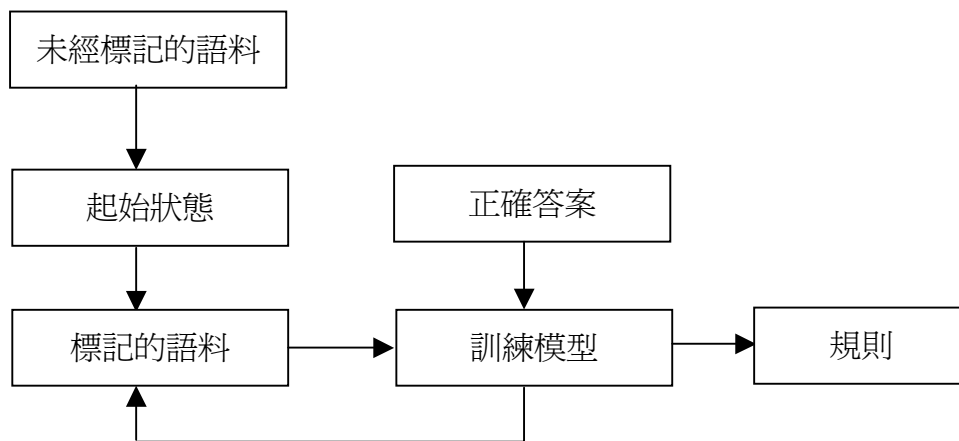 未經標記的語料
起始狀態
正確答案
標記的語料
訓練模型
規則